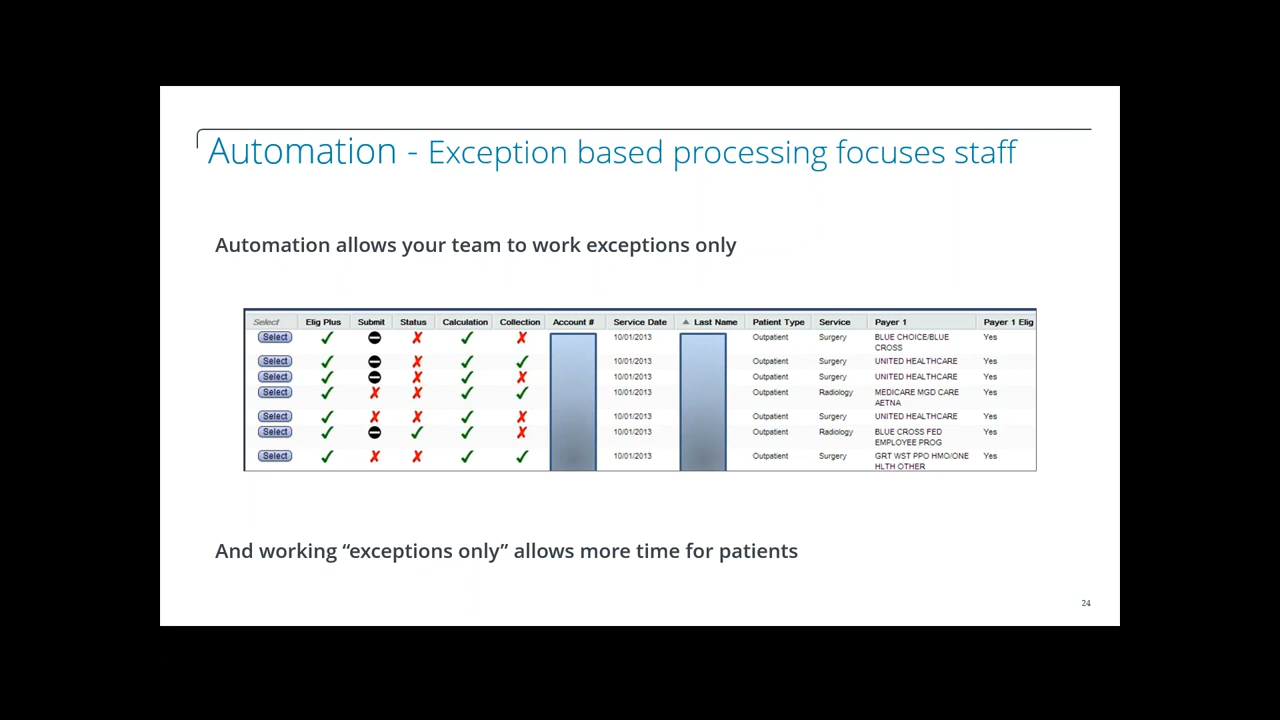 Automation - Exception based processing focuses staff
Automation allows your team to work exceptions only
Select Elig Plus Submit Status Calculation Collection Account # Service Date Last Name Patient Type Service Payer 1 Payer 1 Elig
Select 10/01/2013 Outpatient Surgery BLUE CHOICE/BLUE Yes
CROSS
Select 10/01/2013 Outpatient Surgery UNITED HEALTHCARE Yes
Select 10/01/2013 Outpatient Surgery UNITED HEALTHCARE Yes
Select 10/01/2013 Outpatient Radiology MEDICARE MGD CARE Yes
AETNA
Select 10/01/2013 Outpatient Surgery UNITED HEALTHCARE Yes
Select 10/01/2013 Outpatient Radiology BLUE CROSS FED Yes
EMPLOYEE PROG
Select 10/01/2013 Outpatient Surgery GRT WST PPO HMO/ONE Yes
HLTH OTHER
And working “exceptions only” allows more time for patients
24